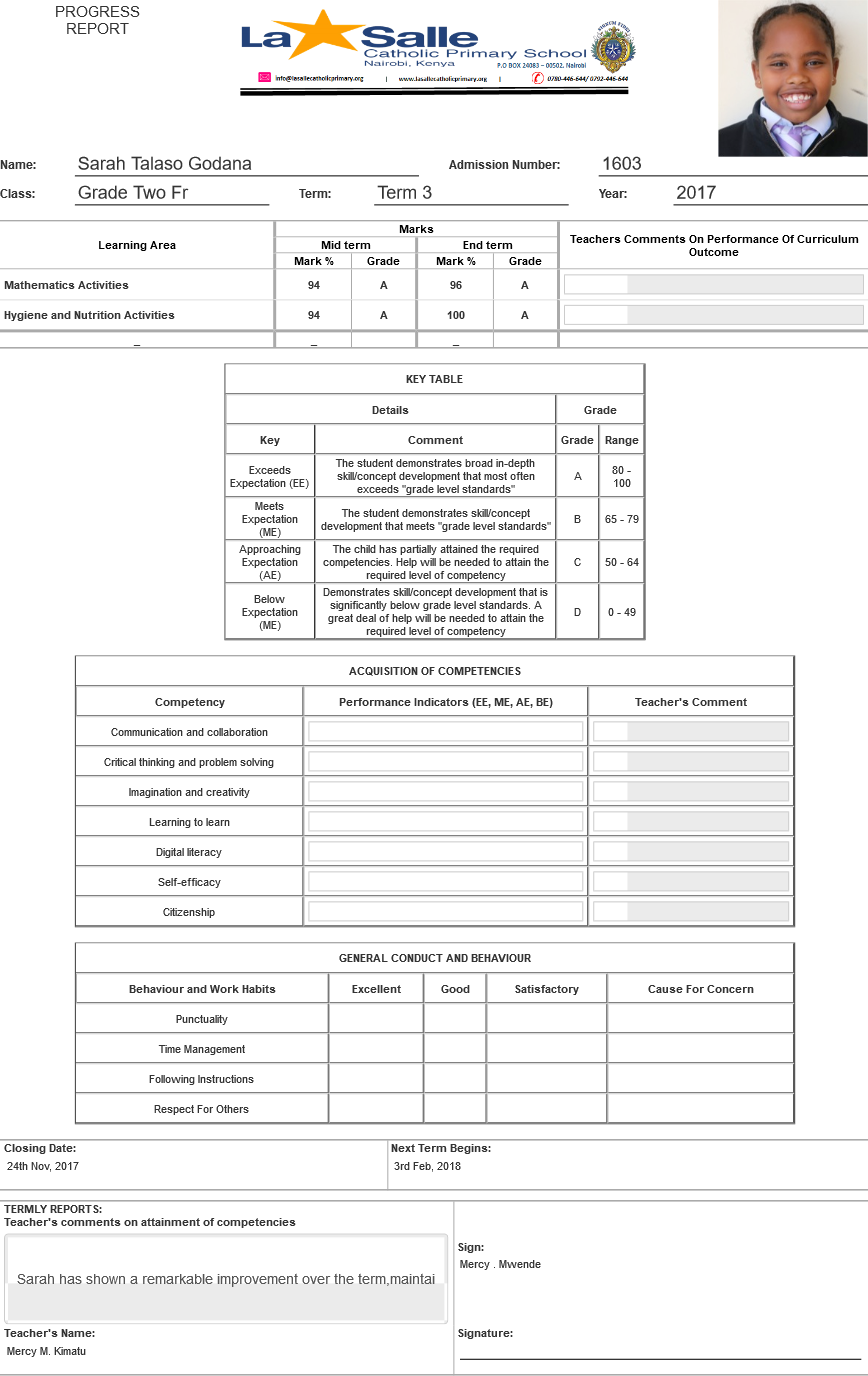 PROGRESS
REPORT
La Salle
Catholic Primary School
Nairobi, Kenya
P.O BOX 24083 – 00502, Nairobi
info@lasallecatholicprimary.org | www.lasallecatholicprimary.org | 0780-446-644/ 0792-446-644
Name: Sarah Talaso Godana Admission Number: 1603
Class: Grade Two Fr Term: Term 3 Year: 2017
Learning Area Marks Teachers Comments On Performance Of Curriculum Outcome
Mid term End term
Mark % Grade Mark % Grade
Mathematics Activities 94 A 96 A
Hygiene and Nutrition Activities 94 A 100 A
_ _ _
KEY TABLE
Details Grade
Key Comment Grade Range
Exceeds Expectation (EE) The student demonstrates broad in-depth skill/concept development that most often exceeds "grade level standards" A 80 - 100
Meets Expectation (ME) The student demonstrates skill/concept development that meets "grade level standards" B 65 - 79
Approaching Expectation (AE) The child has partially attained the required competencies. Help will be needed to attain the required level of competency C 50 - 64
Below Expectation (ME) Demonstrates skill/concept development that is significantly below grade level standards. A great deal of help will be needed to attain the required level of competency D 0 - 49
ACQUISITION OF COMPETENCIES
Competency Performance Indicators (EE, ME, AE, BE) Teacher's Comment
Communication and collaboration
Critical thinking and problem solving
Imagination and creativity
Learning to learn
Digital literacy
Self-efficacy
Citizenship
GENERAL CONDUCT AND BEHAVIOUR
Behaviour and Work Habits Excellent Good Satisfactory Cause For Concern
Punctuality
Time Management
Following Instructions
Respect For Others
Closing Date: Next Term Begins:
24th Nov, 2017 3rd Feb, 2018
TERMLY REPORTS:
Teacher's comments on attainment of competencies
Sarah has shown a remarkable improvement over the term,maintai
Sign:
Mercy . Mwende
Teacher's Name: Signature:
Mercy M. Kimatu